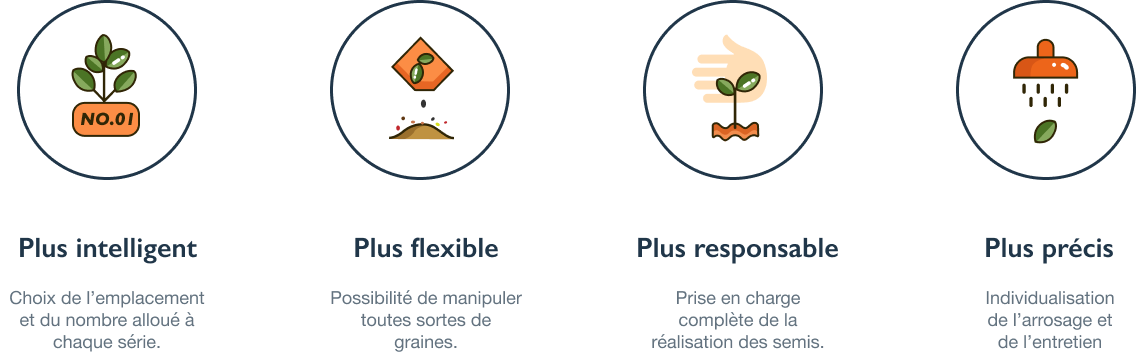 NO.01
Plus intelligent
Choix de l’emplacement
et du nombre alloué à
chaque série.
Plus flexible
Possibilité de manipuler
toutes sortes de
graines.
Plus responsable
Prise en charge
complète de la
réalisation des semis.
Plus précis
Individualisation
de l’arrosage et
de l’entretien